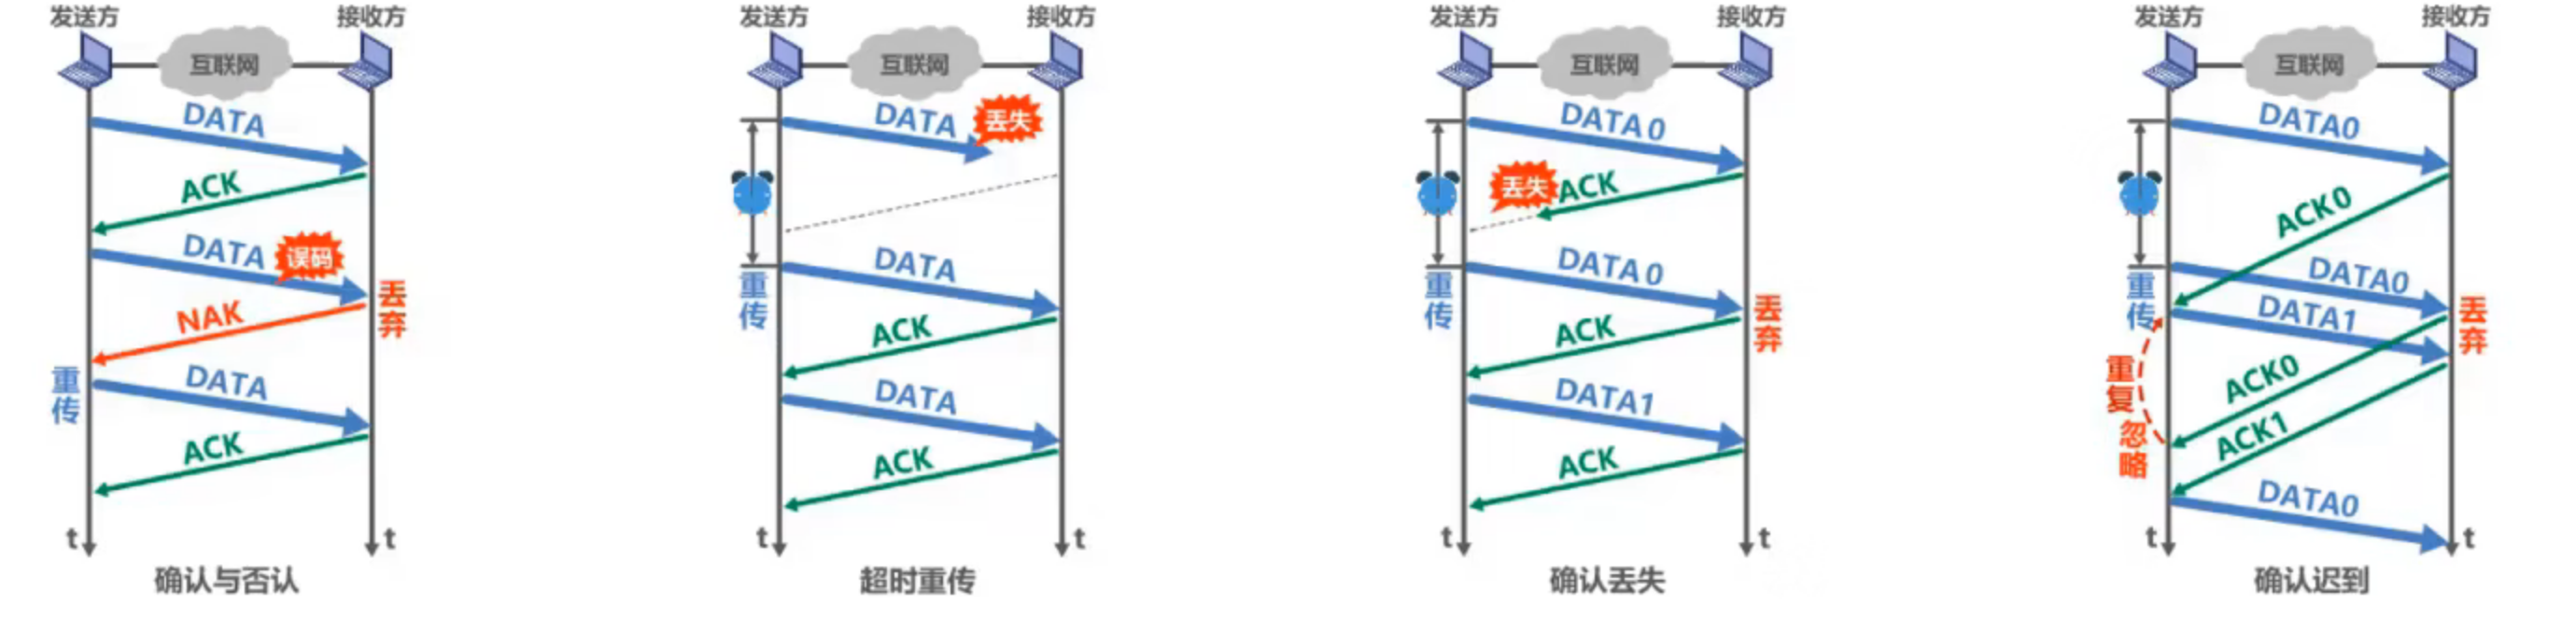 发送方
接收方
互联网
DATA
ACK
DATA
误码
丢弃
NAK
重传
DATA
ACK
t
t
确认与否认
发送方
接收方
互联网
DATA
丢失
重传
DATA
ACK
DATA
ACK
t
t
超时重传
发送方
接收方
互联网
DATA 0
丢失
ACK
重传
DATA 0
丢弃
ACK
DATA1
ACK
t
t
确认丢失
发送方
接收方
互联网
DATA0
ACK0
重传
DATA0
DATA1
丢弃
重复
忽略
ACK0
ACK1
DATA0
t
t
确认迟到